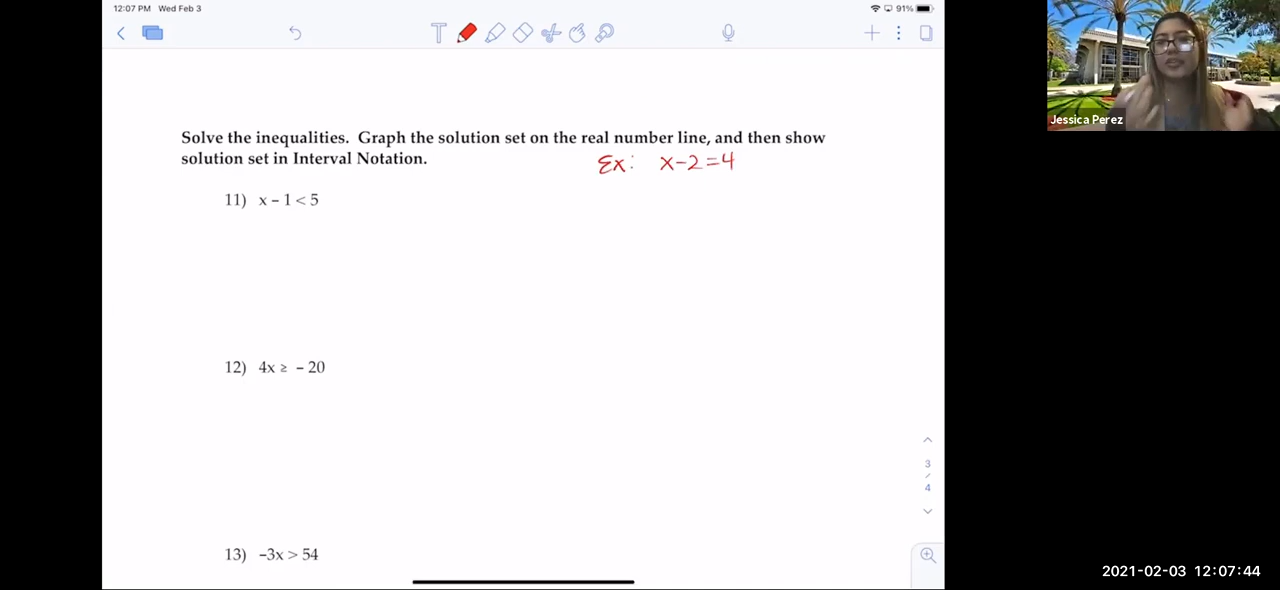 12:07 PM Wed Feb 3
91%
T
Jessica Perez
Solve the inequalities. Graph the solution set on the real number line, and then show
solution set in Interval Notation.
Ex: x-2=4
11) x – 1 < 5
12) 4x ≥ – 20
3
/
4
13) –3x > 54
2021-02-03 12:07:44